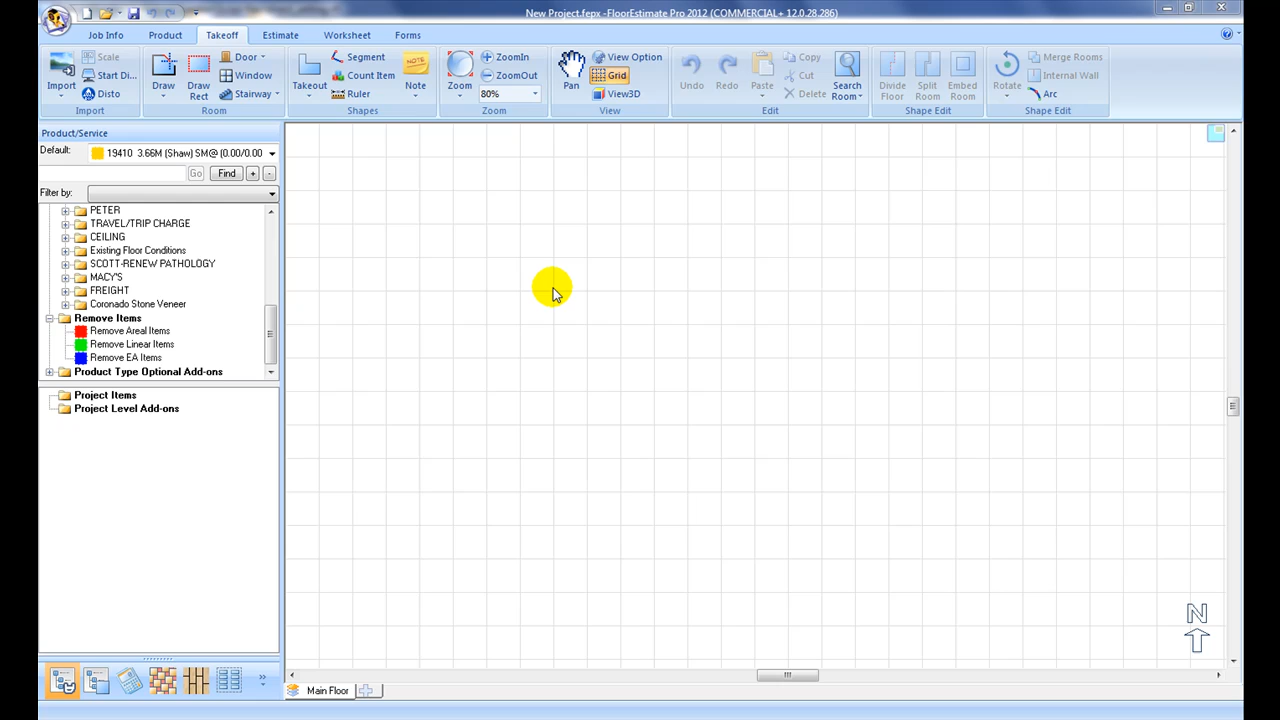 New Project.fepx -FloorEstimate Pro 2012 (COMMERCIAL+ 12.0.28.286)
Job Info Product Takeoff Estimate Worksheet Forms
Import Scale Start Di... Disto Import
Draw Draw Rect Door Window Stairway Room
Takeout Segment Count Item Ruler NOTE Note Shapes
Zoom ZoomIn ZoomOut 80% Zoom
Pan View Option Grid View3D View
Undo Redo Paste Copy Cut Delete Search Room Edit
Divide Floor Split Room Embed Room Shape Edit
Rotate Merge Rooms Internal Wall Arc Shape Edit
Product/Service
Default: 19410 3.66M (Shaw) SM@ (0.00/0.00
Go Find + -
Filter by:
PETER
TRAVEL/TRIP CHARGE
CEILING
Existing Floor Conditions
SCOTT-RENEW PATHOLOGY
MACY'S
FREIGHT
Coronado Stone Veneer
Remove Items
Remove Areal Items
Remove Linear Items
Remove EA Items
Product Type Optional Add-ons
Project Items
Project Level Add-ons
N
Main Floor